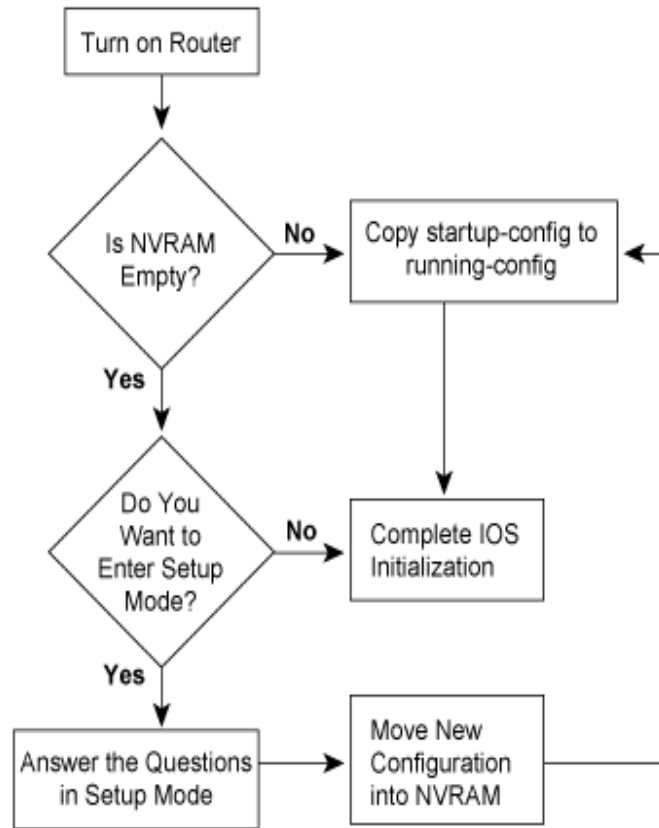 Turn on Router
Is NVRAM
Empty?
No
Copy startup-config to
running-config
Yes
Do You
Want to
Enter Setup
Mode?
No
Complete IOS
Initialization
Yes
Answer the Questions
in Setup Mode
Move New
Configuration
into NVRAM